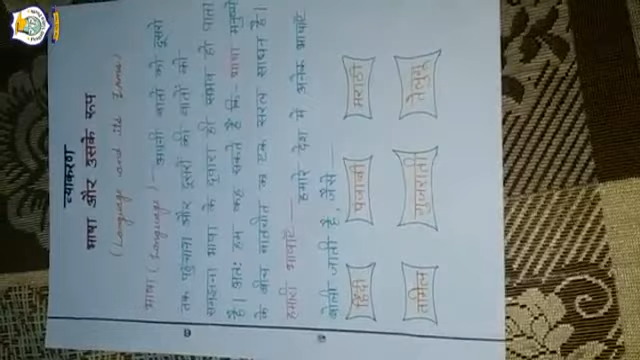 व्याकरण
भाषा और उसके रूप
(Language and its Forms)
भाषा (Language) — अपनी बातों को दूसरों
तक पहुंचाना और दूसरों की बातों को
समझना भाषा के द्वारा ही संभव हो पाता
है। अतः हम कह सकते हैं कि- भाषा मनुष्यों
के बीच बातचीत का एक सरल साधन है।
हमारी भाषाएँ — हमारे देश में अनेक भाषाएँ
बोली जाती हैं, जैसे —
हिंदी पंजाबी मराठी
तमिल गुजराती तेलुगू